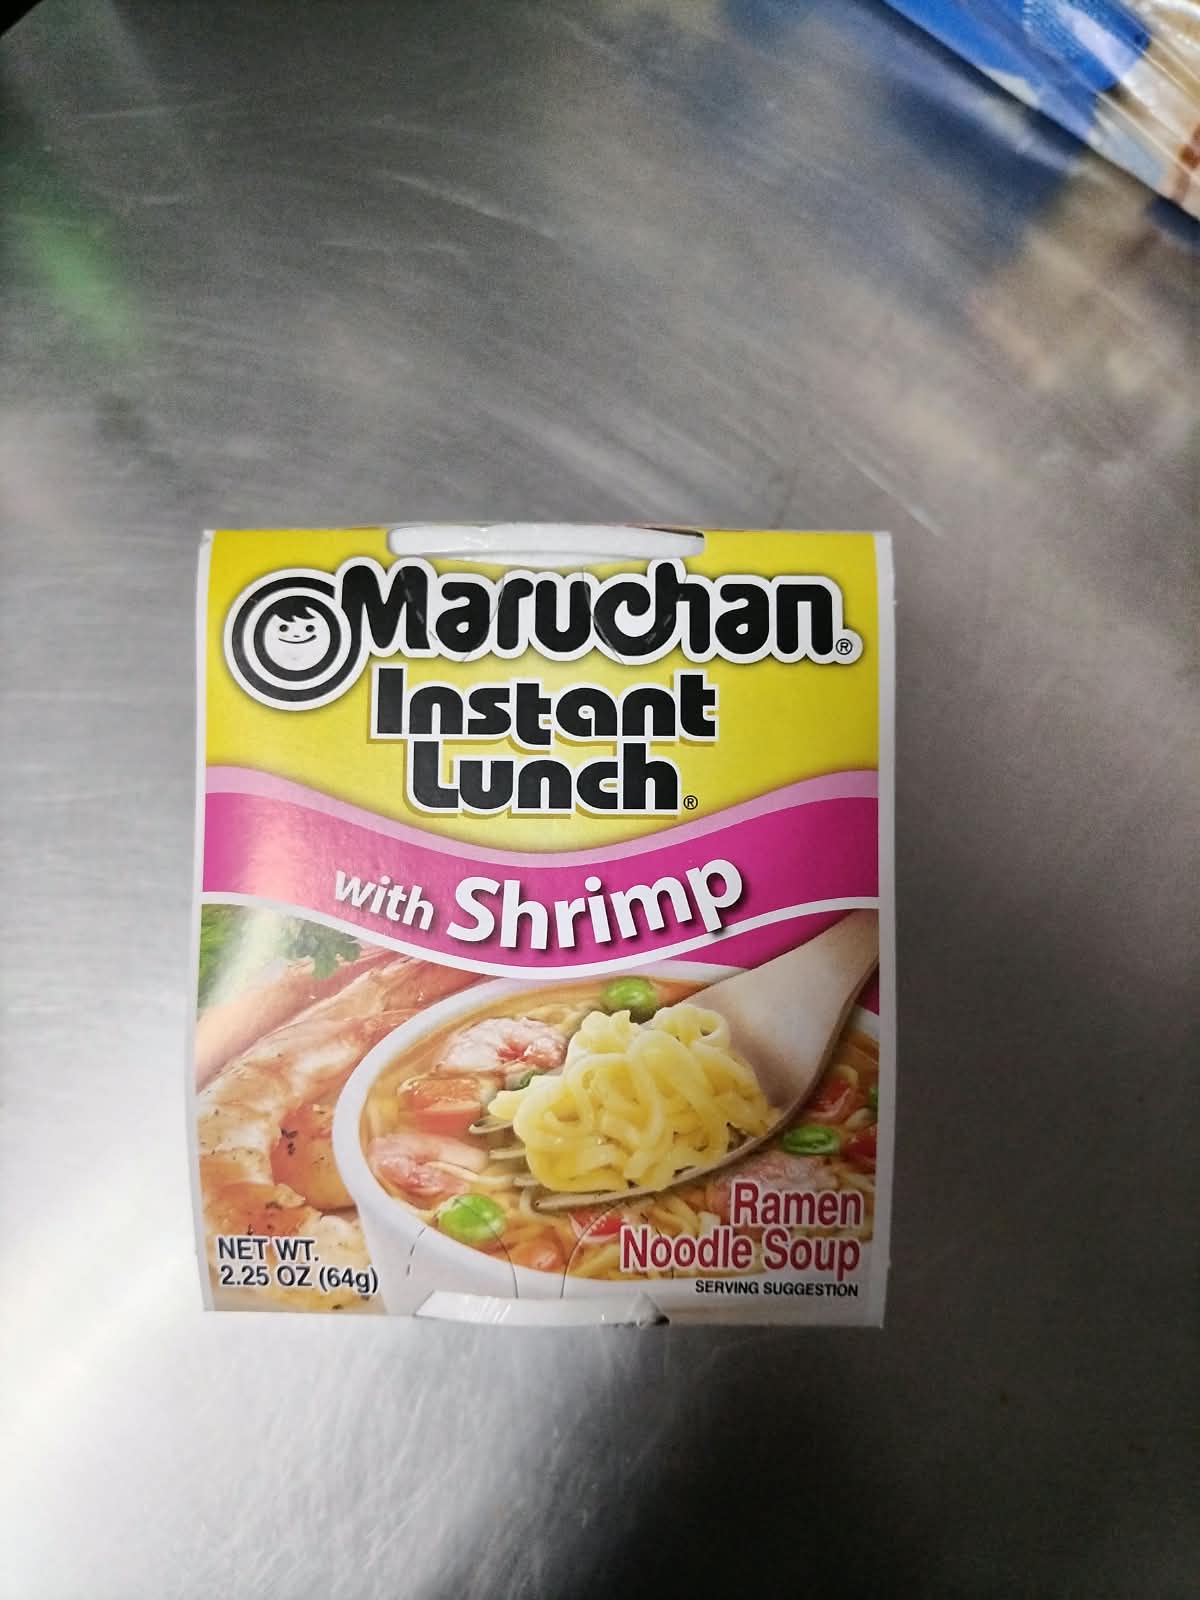 Maruchan®
Instant
Lunch®
with Shrimp
Ramen
Noodle Soup
SERVING SUGGESTION
NET WT.
2.25 OZ (64g)